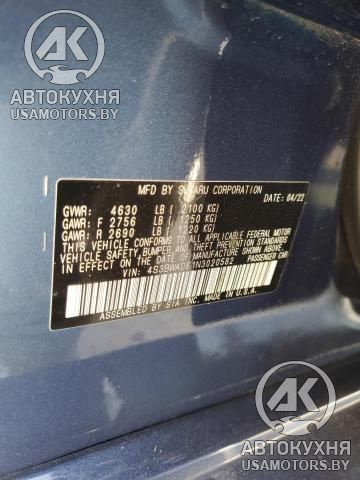 АК
АВТОКУХНЯ
USAMOTORS.BY
MFD BY SUBARU CORPORATION
DATE: 04/22
GVWR: 4630 LB ( 2100 KG)
GAWR: F 2756 LB ( 1250 KG)
GAWR: R 2690 LB ( 1220 KG)
THIS VEHICLE CONFORMS TO ALL APPLICABLE FEDERAL MOTOR
VEHICLE SAFETY, BUMPER, AND THEFT PREVENTION STANDARDS
IN EFFECT ON THE DATE OF MANUFACTURE SHOWN ABOVE.
VIN: 4S3BWAD61N3020582 PASSENGER CAR
ASSEMBLED BY SIA INC. MADE IN U.S.A.
АК
АВТОКУХНЯ
USAMOTORS.BY